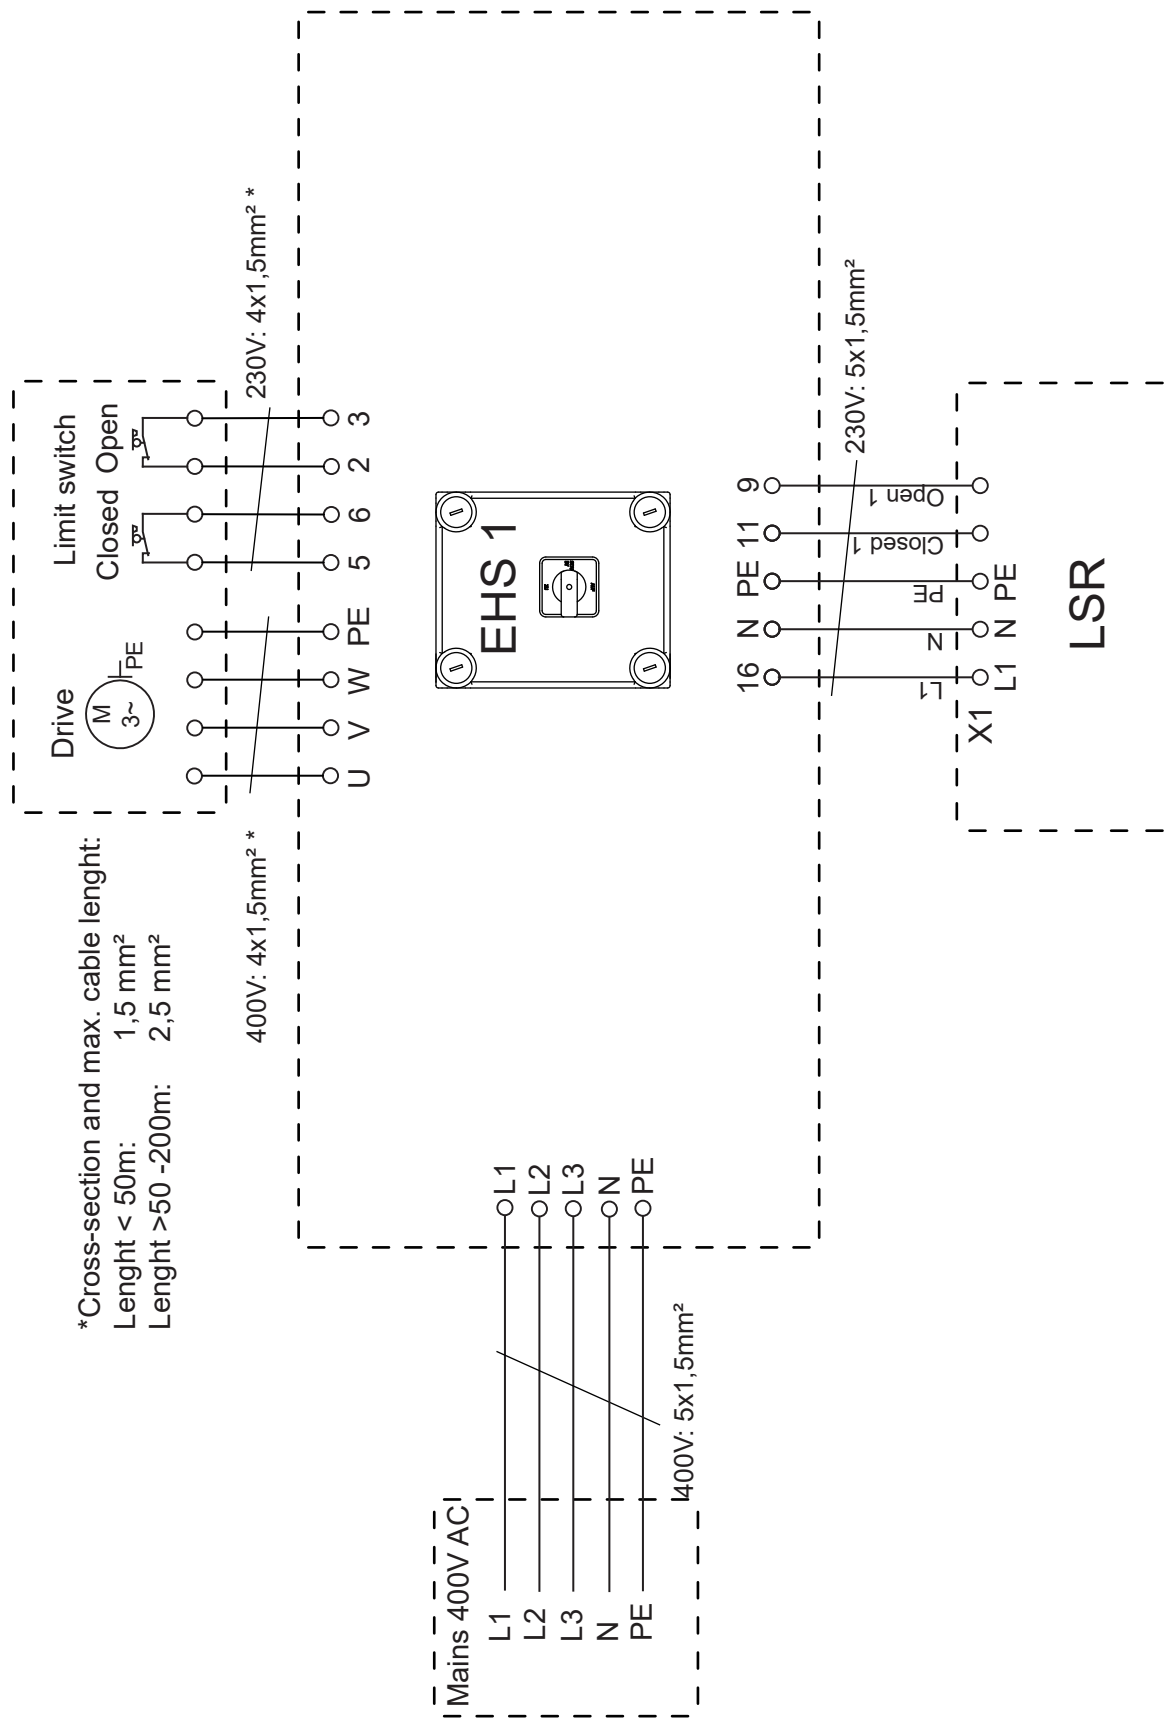 *Cross-section and max. cable lenght:
Lenght < 50m: 1,5 mm²
Lenght >50 -200m: 2,5 mm²
Drive
M
3~
PE
Limit switch
Closed Open
400V: 4x1,5mm² *
230V: 4x1,5mm² *
U V W PE 5 6 2 3
Mains 400V AC
L1
L2
L3
N
PE
400V: 5x1,5mm²
L1
L2
L3
N
PE
EHS 1
16 N PE 11 9
230V: 5x1,5mm²
L1
N
PE
Closed 1
Open 1
X1
L1 N PE
LSR